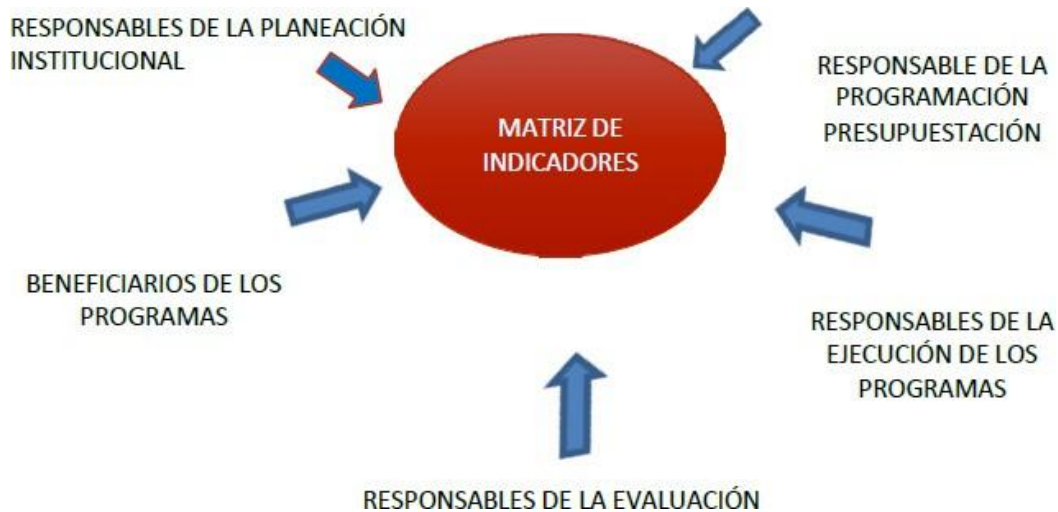 RESPONSABLES DE LA PLANEACIÓN
INSTITUCIONAL
MATRIZ DE
INDICADORES
RESPONSABLE DE LA
PROGRAMACIÓN
PRESUPUESTACIÓN
BENEFICIARIOS DE LOS
PROGRAMAS
RESPONSABLES DE LA
EJECUCIÓN DE LOS
PROGRAMAS
RESPONSABLES DE LA EVALUACIÓN